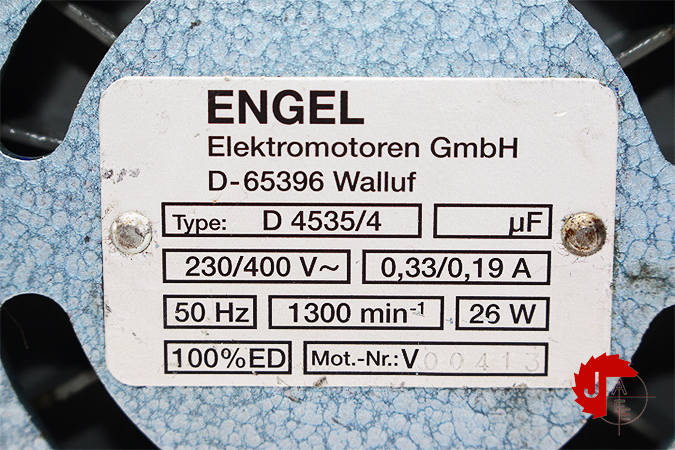 ENGEL
Elektromotoren GmbH
D-65396 Walluf
Type: D 4535/4 µF
230/400 V~ 0,33/0,19 A
50 Hz 1300 min-1 26 W
100%ED Mot.-Nr.:V 00413
J